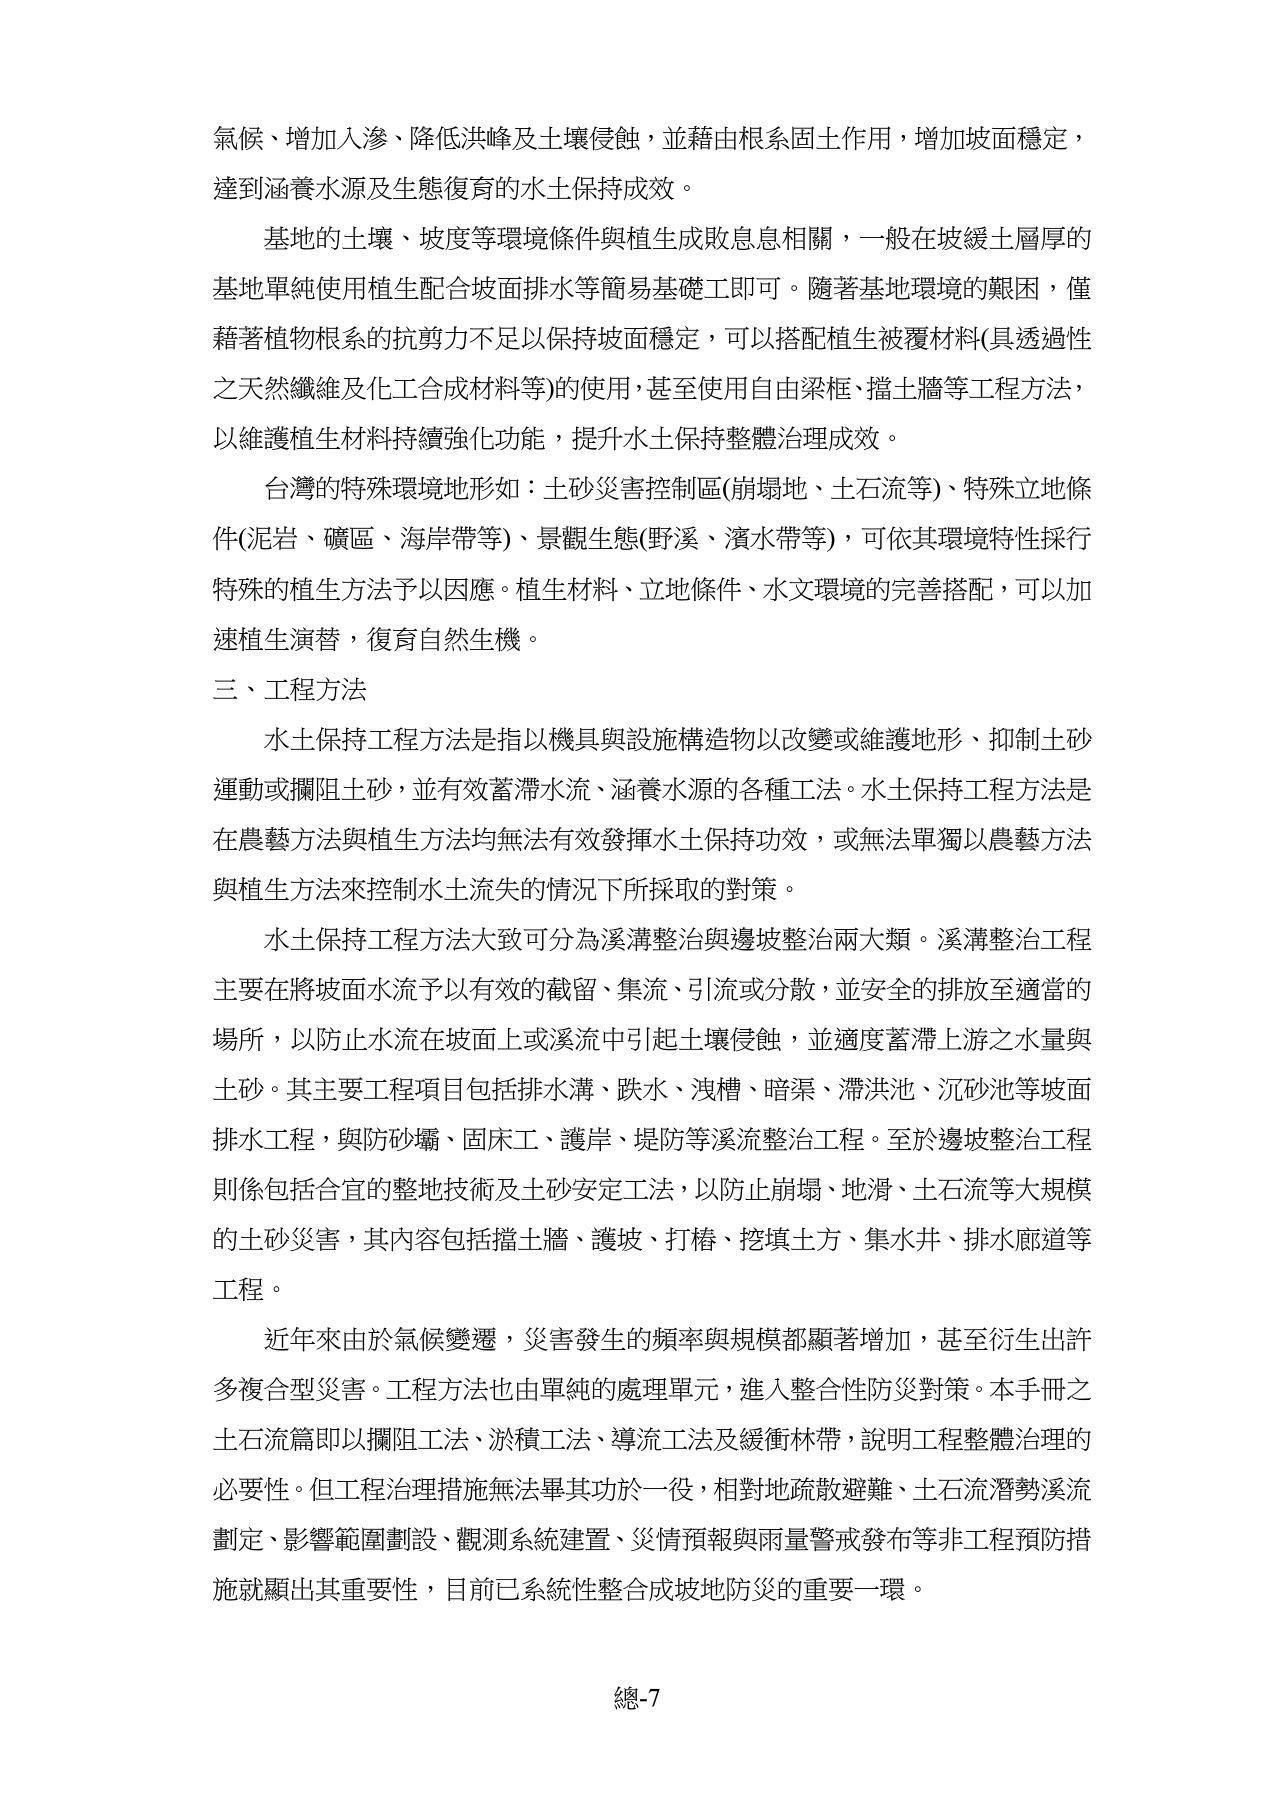 氣候、增加入滲、降低洪峰及土壤侵蝕，並藉由根系固土作用，增加坡面穩定，
達到涵養水源及生態復育的水土保持成效。
基地的土壤、坡度等環境條件與植生成敗息息相關，一般在坡緩土層厚的
基地單純使用植生配合坡面排水等簡易基礎工即可。隨著基地環境的艱困，僅
藉著植物根系的抗剪力不足以保持坡面穩定，可以搭配植生被覆材料(具透過性
之天然纖維及化工合成材料等)的使用，甚至使用自由梁框、擋土牆等工程方法，
以維護植生材料持續強化功能，提升水土保持整體治理成效。
台灣的特殊環境地形如：土砂災害控制區(崩塌地、土石流等)、特殊立地條
件(泥岩、礦區、海岸帶等)、景觀生態(野溪、濱水帶等)，可依其環境特性採行
特殊的植生方法予以因應。植生材料、立地條件、水文環境的完善搭配，可以加
速植生演替，復育自然生機。
三、工程方法
水土保持工程方法是指以機具與設施構造物以改變或維護地形、抑制土砂
運動或攔阻土砂，並有效蓄滯水流、涵養水源的各種工法。水土保持工程方法是
在農藝方法與植生方法均無法有效發揮水土保持功效，或無法單獨以農藝方法
與植生方法來控制水土流失的情況下所採取的對策。
水土保持工程方法大致可分為溪溝整治與邊坡整治兩大類。溪溝整治工程
主要在將坡面水流予以有效的截留、集流、引流或分散，並安全的排放至適當的
場所，以防止水流在坡面上或溪流中引起土壤侵蝕，並適度蓄滯上游之水量與
土砂。其主要工程項目包括排水溝、跌水、洩槽、暗渠、滯洪池、沉砂池等坡面
排水工程，與防砂壩、固床工、護岸、堤防等溪流整治工程。至於邊坡整治工程
則係包括合宜的整地技術及土砂安定工法，以防止崩塌、地滑、土石流等大規模
的土砂災害，其內容包括擋土牆、護坡、打樁、挖填土方、集水井、排水廊道等
工程。
近年來由於氣候變遷，災害發生的頻率與規模都顯著增加，甚至衍生出許
多複合型災害。工程方法也由單純的處理單元，進入整合性防災對策。本手冊之
土石流篇即以攔阻工法、淤積工法、導流工法及緩衝林帶，說明工程整體治理的
必要性。但工程治理措施無法畢其功於一役，相對地疏散避難、土石流潛勢溪流
劃定、影響範圍劃設、觀測系統建置、災情預報與雨量警戒發布等非工程預防措
施就顯出其重要性，目前已系統性整合成坡地防災的重要一環。
總-7